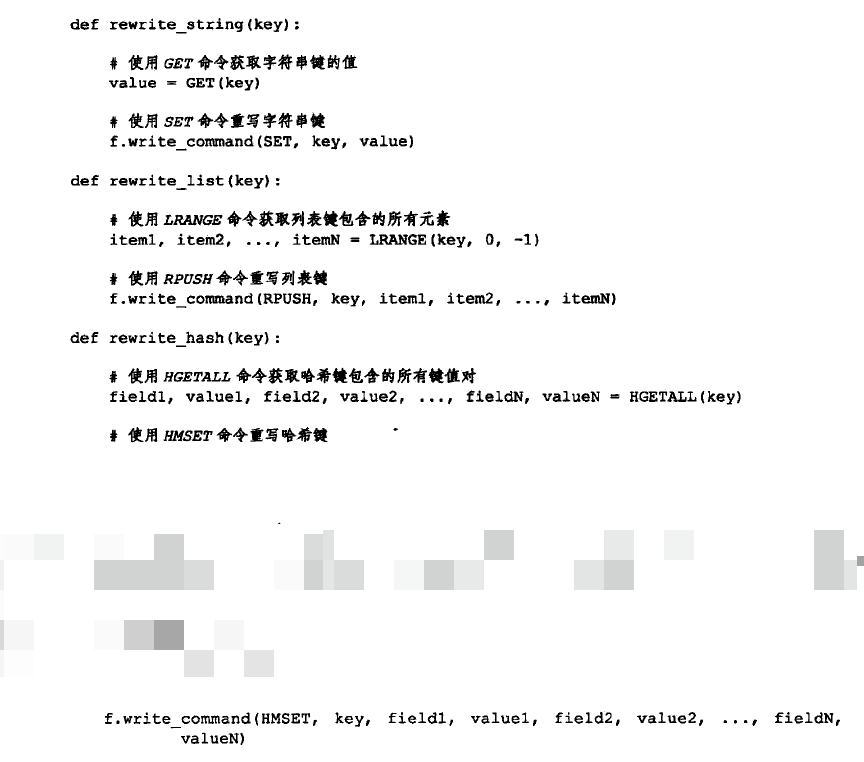 def rewrite_string(key):
# 使用 GET 命令获取字符串键的值
value = GET(key)
# 使用 SET 命令重写字符串键
f.write_command(SET, key, value)
def rewrite_list(key):
# 使用 LRANGE 命令获取列表键包含的所有元素
item1, item2, ..., itemN = LRANGE(key, 0, -1)
# 使用 RPUSH 命令重写列表键
f.write_command(RPUSH, key, item1, item2, ..., itemN)
def rewrite_hash(key):
# 使用 HGETALL 命令获取哈希键包含的所有键值对
field1, value1, field2, value2, ..., fieldN, valueN = HGETALL(key)
# 使用 HMSET 命令重写哈希键
f.write_command(HMSET, key, field1, value1, field2, value2, ..., fieldN,
valueN)